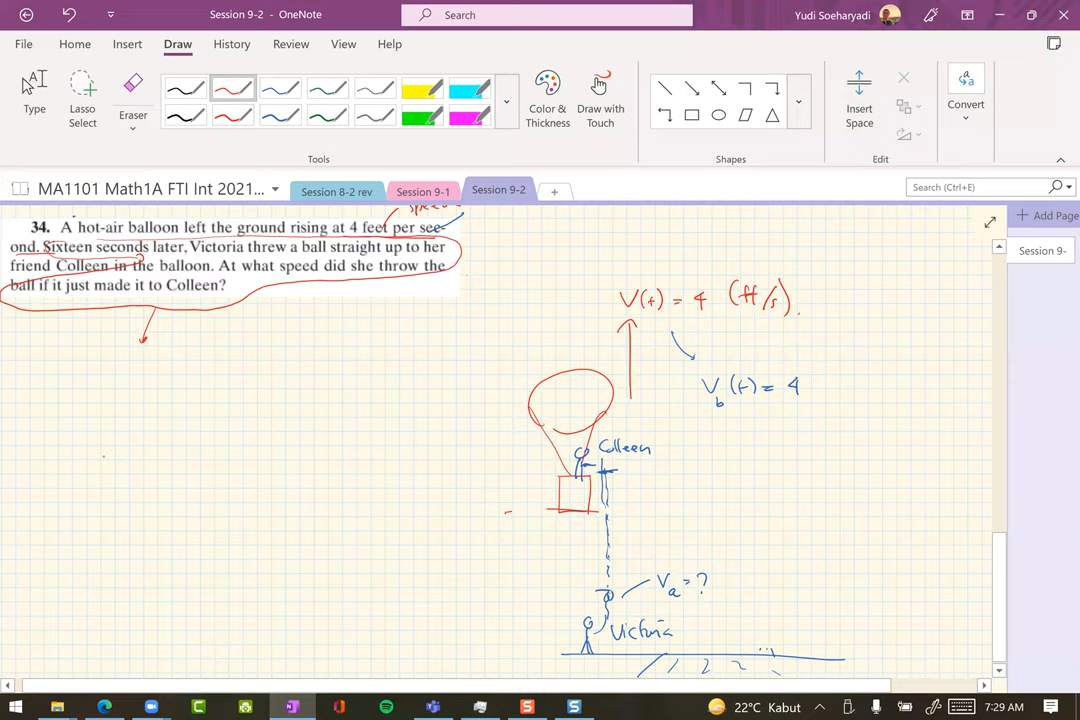 Session 9-2 - OneNote
Search
Yudi Soeharyadi
File Home Insert Draw History Review View Help
Type
Lasso Select
Eraser
Color & Thickness
Draw with Touch
Insert Space
Convert
Tools
Shapes
Edit
MA1101 Math1A FTI Int 2021...
Session 8-2 rev
Session 9-1
Session 9-2
Search (Ctrl+E)
Add Page
Session 9-
34. A hot-air balloon left the ground rising at 4 feet per sec-
ond. Sixteen seconds later, Victoria threw a ball straight up to her
friend Colleen in the balloon. At what speed did she throw the
ball if it just made it to Colleen?
V(t) = 4 (ft/s).
V_b(t) = 4
Colleen
V_a = ?
Victoria
22°C Kabut
7:29 AM